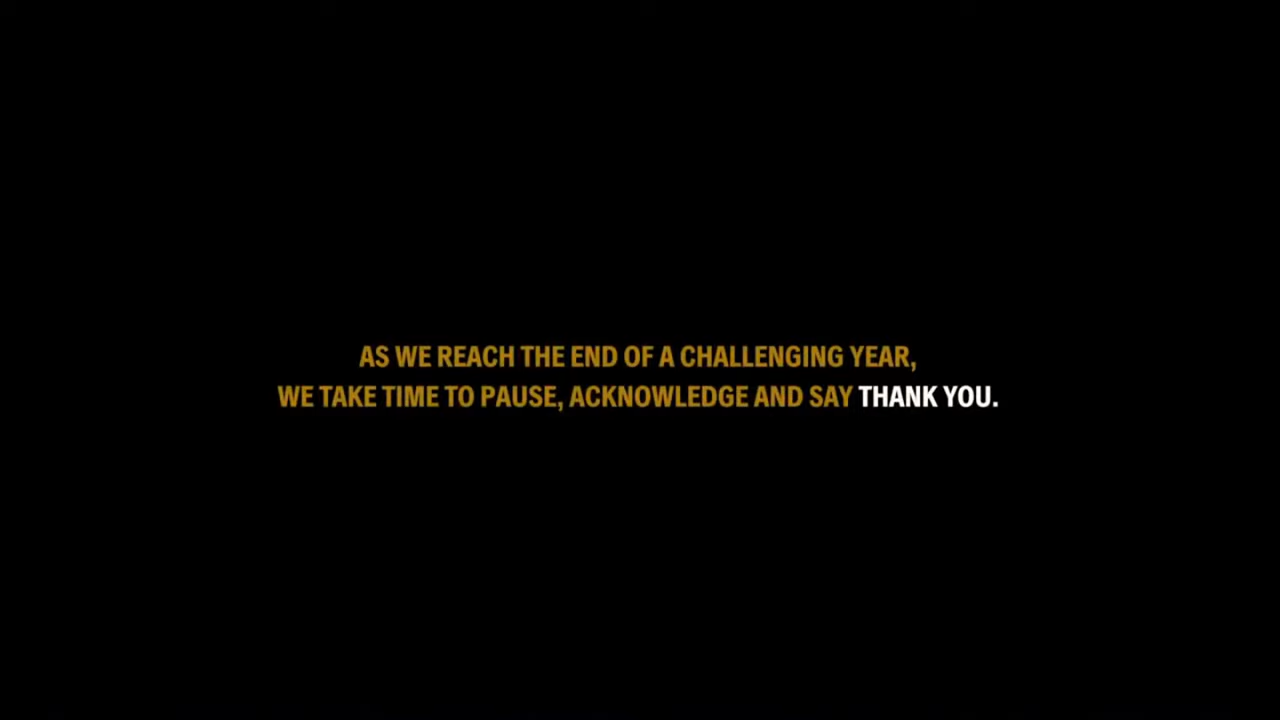 AS WE REACH THE END OF A CHALLENGING YEAR,
WE TAKE TIME TO PAUSE, ACKNOWLEDGE AND SAY THANK YOU.